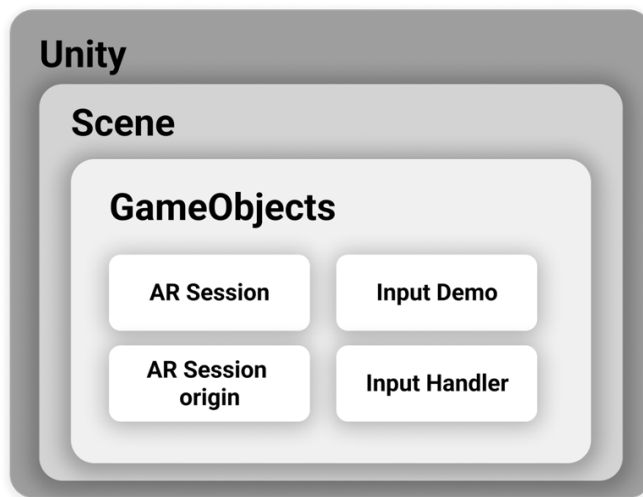 Unity
Scene
GameObjects
AR Session
Input Demo
AR Session
origin
Input Handler